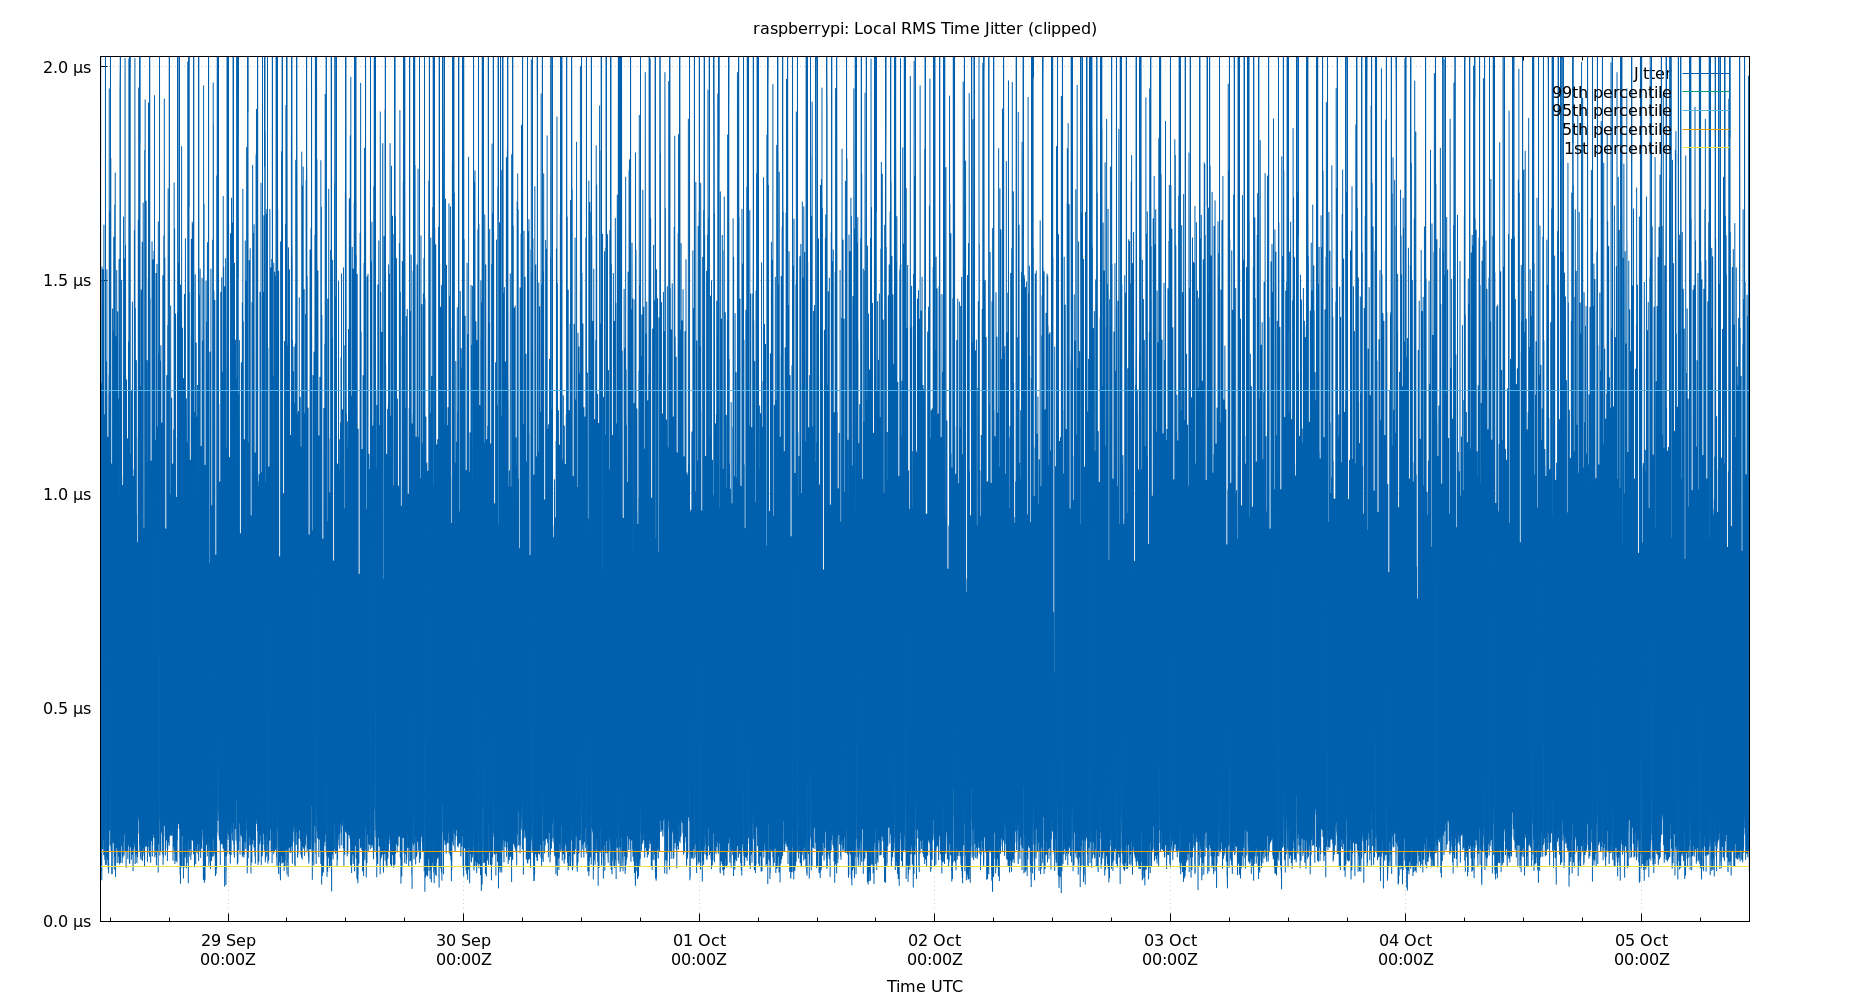 raspberrypi: Local RMS Time Jitter (clipped)
2.0 µs
1.5 µs
1.0 µs
0.5 µs
0.0 µs
Jitter
99th percentile
95th percentile
5th percentile
1st percentile
29 Sep
00:00Z
30 Sep
00:00Z
01 Oct
00:00Z
02 Oct
00:00Z
03 Oct
00:00Z
04 Oct
00:00Z
05 Oct
00:00Z
Time UTC